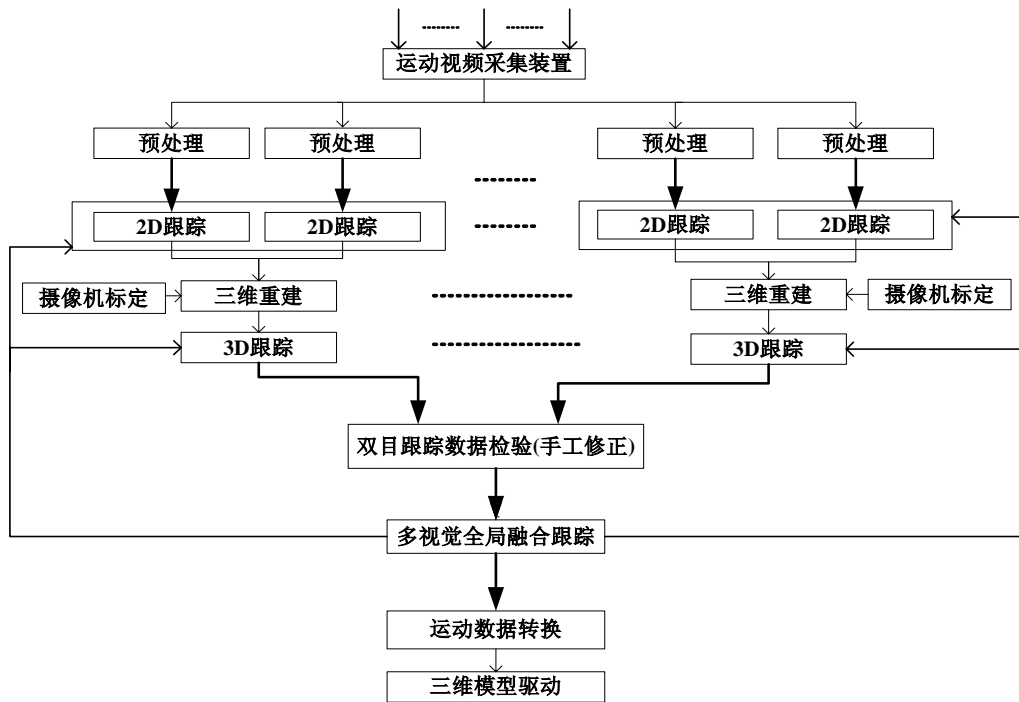 运动视频采集装置
预处理
预处理
预处理
预处理
2D跟踪
2D跟踪
2D跟踪
2D跟踪
摄像机标定
三维重建
三维重建
摄像机标定
3D跟踪
3D跟踪
双目跟踪数据检验(手工修正)
多视觉全局融合跟踪
运动数据转换
三维模型驱动